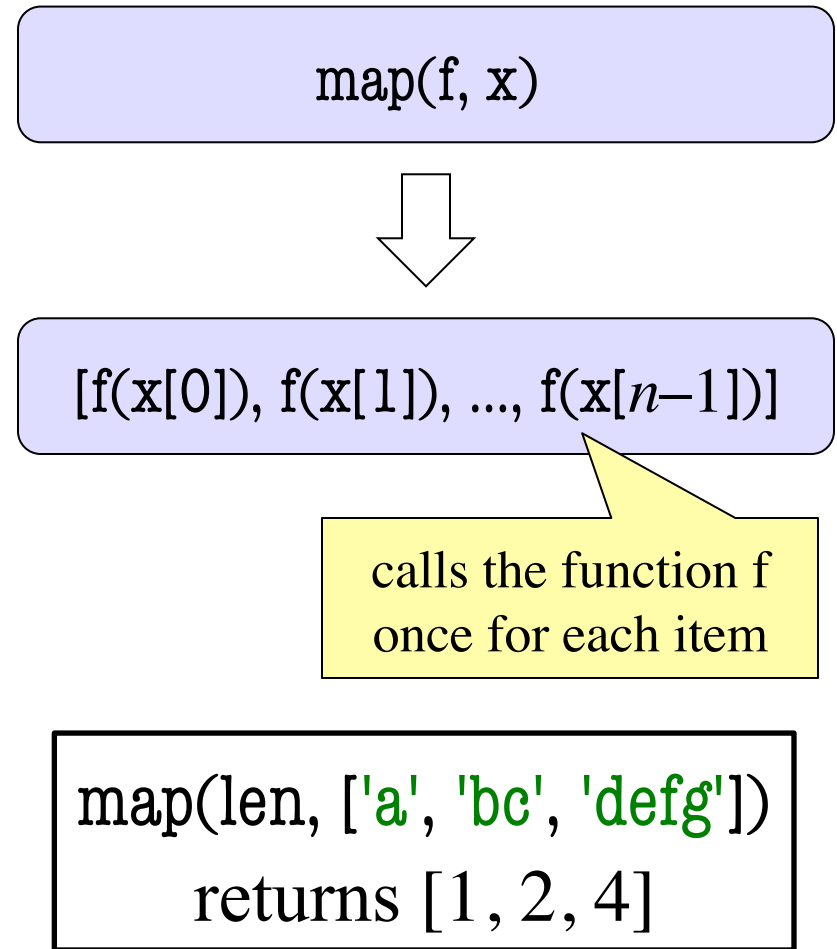 map(f, x)
[f(x[0]), f(x[1]), ..., f(x[n–1])]
calls the function f
once for each item
map(len, ['a', 'bc', 'defg'])
returns [1, 2, 4]